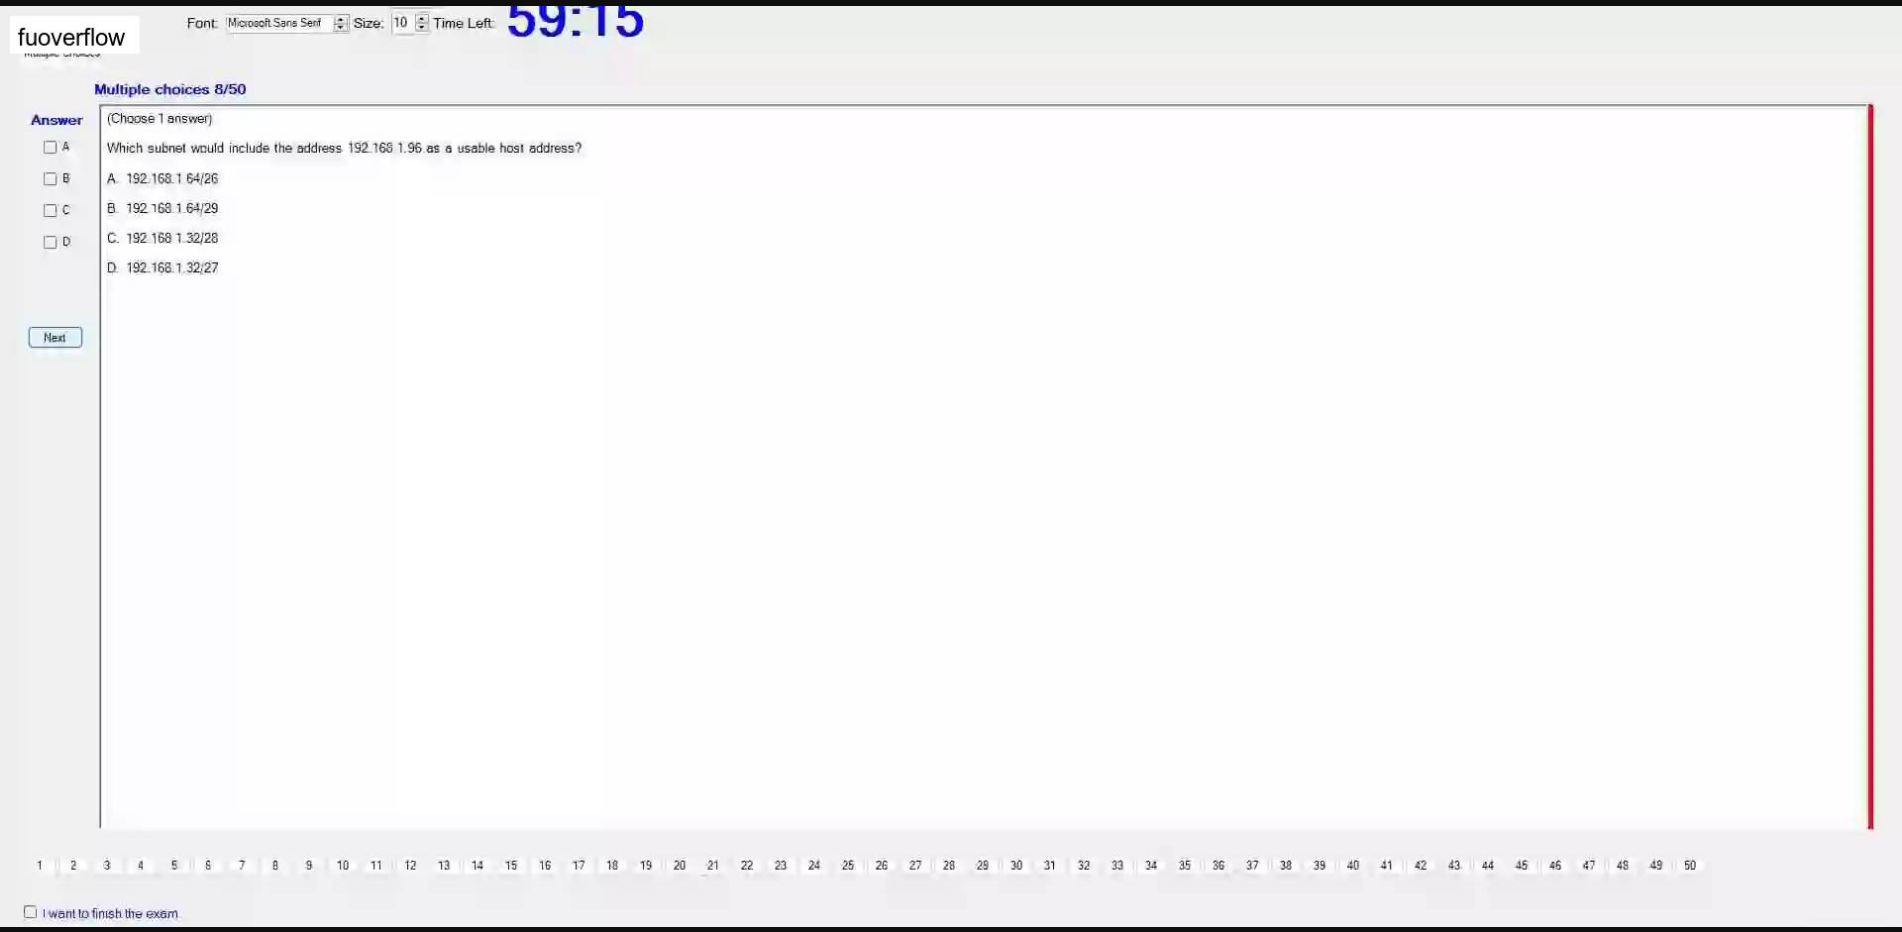 Font: Microsoft Sans Serif Size: 10 Time Left: 59:15
fuoverflow
Multiple choices
Multiple choices 8/50
Answer
(Choose 1 answer)
A
Which subnet would include the address 192.168 1.96 as a usable host address?
B
A. 192.168.1 64/26
C
B. 192.168 1.64/29
D
C. 192.168 1.32/28
D. 192.168.1.32/27
Next
1 2 3 4 5 6 7 8 9 10 11 12 13 14 15 16 17 18 19 20 21 22 23 24 25 26 27 28 29 30 31 32 33 34 35 36 37 38 39 40 41 42 43 44 45 46 47 48 49 50
I want to finish the exam.